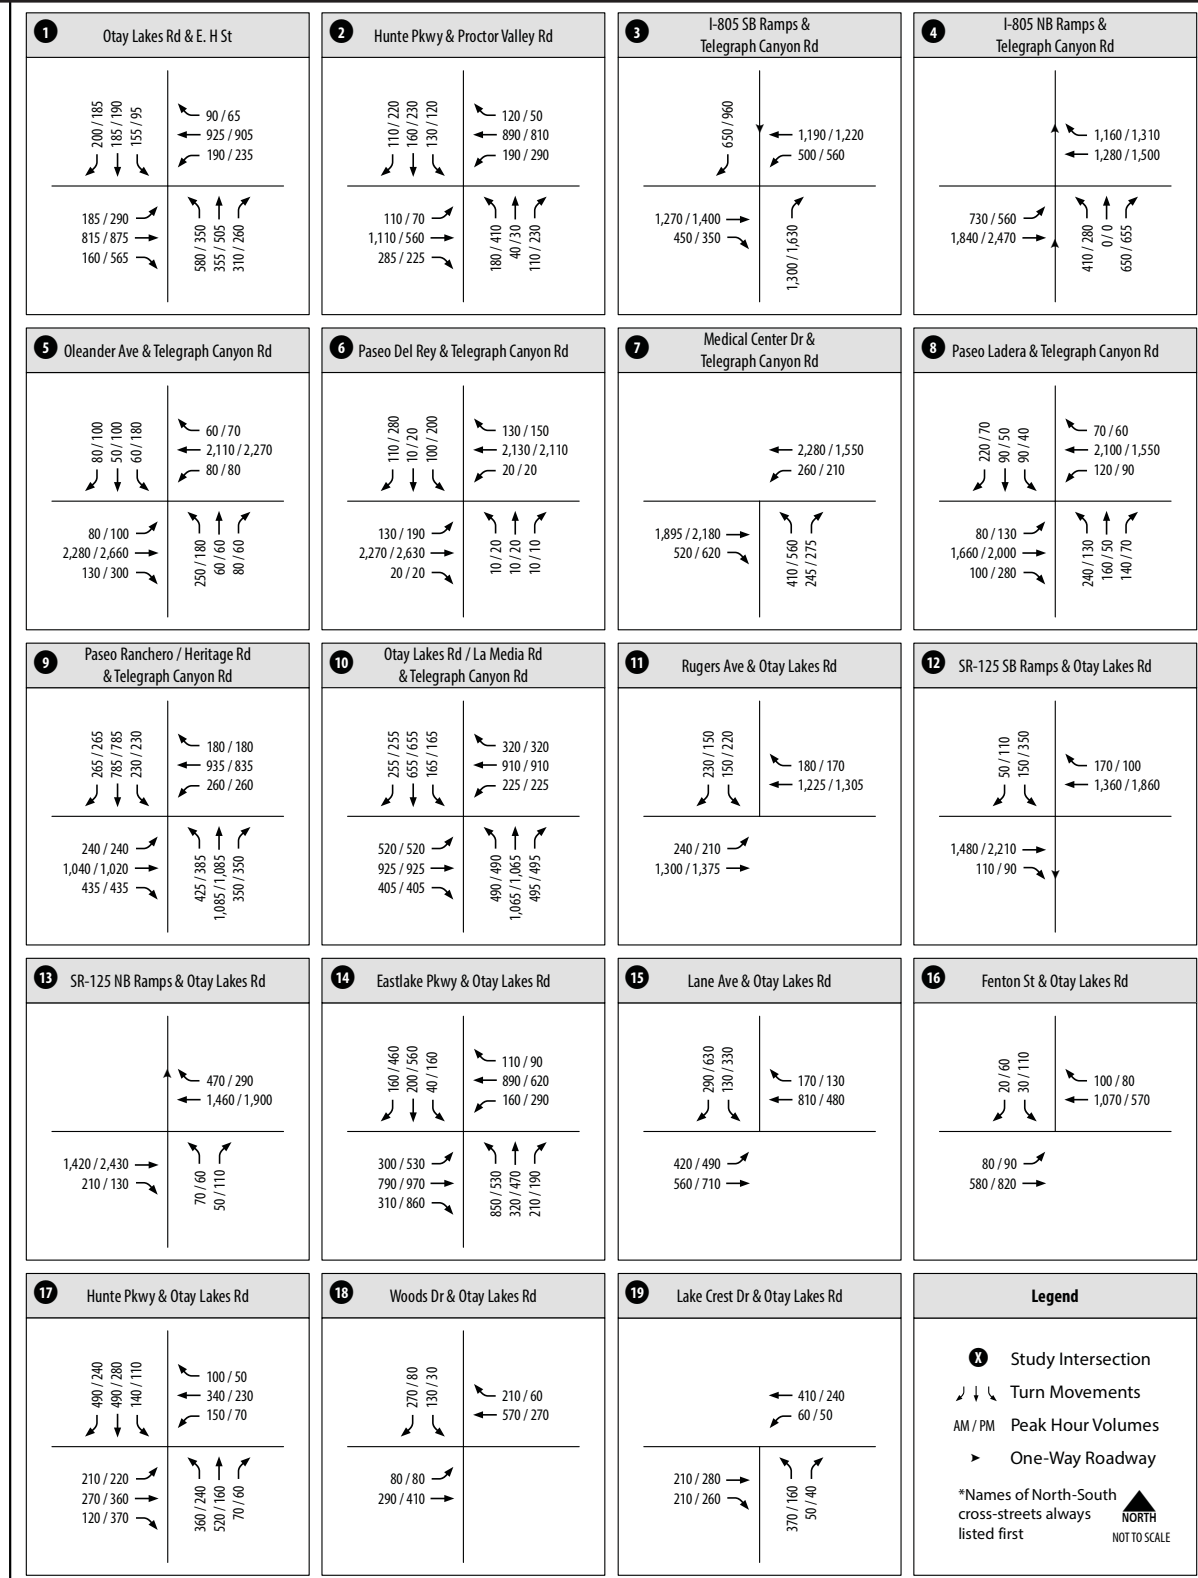 1
Otay Lakes Rd & E. H St
200 / 185
185 / 190
155 / 95
90 / 65
925 / 905
190 / 235
185 / 290
815 / 875
160 / 565
580 / 350
355 / 505
310 / 260
2
Hunte Pkwy & Proctor Valley Rd
110 / 220
160 / 230
130 / 120
120 / 50
890 / 810
190 / 290
110 / 70
1,110 / 560
285 / 225
180 / 410
40 / 30
110 / 230
3
I-805 SB Ramps &
Telegraph Canyon Rd
650 / 960
1,190 / 1,220
500 / 560
1,270 / 1,400
450 / 350
1,300 / 1,630
4
I-805 NB Ramps &
Telegraph Canyon Rd
1,160 / 1,310
1,280 / 1,500
730 / 560
1,840 / 2,470
410 / 280
0 / 0
650 / 655
5
Oleander Ave & Telegraph Canyon Rd
80 / 100
50 / 100
60 / 180
60 / 70
2,110 / 2,270
80 / 80
80 / 100
2,280 / 2,660
130 / 300
250 / 180
60 / 60
80 / 60
6
Paseo Del Rey & Telegraph Canyon Rd
110 / 280
10 / 20
100 / 200
130 / 150
2,130 / 2,110
20 / 20
130 / 190
2,270 / 2,630
20 / 20
10 / 20
10 / 20
10 / 10
7
Medical Center Dr &
Telegraph Canyon Rd
2,280 / 1,550
260 / 210
1,895 / 2,180
520 / 620
410 / 560
245 / 275
8
Paseo Ladera & Telegraph Canyon Rd
220 / 70
90 / 50
90 / 40
70 / 60
2,100 / 1,550
120 / 90
80 / 130
1,660 / 2,000
100 / 280
240 / 130
160 / 50
140 / 70
9
Paseo Ranchero / Heritage Rd
& Telegraph Canyon Rd
265 / 265
785 / 785
230 / 230
180 / 180
935 / 835
260 / 260
240 / 240
1,040 / 1,020
435 / 435
425 / 385
1,085 / 1,085
350 / 350
10
Otay Lakes Rd / La Media Rd
& Telegraph Canyon Rd
255 / 255
655 / 655
165 / 165
320 / 320
910 / 910
225 / 225
520 / 520
925 / 925
405 / 405
490 / 490
1,065 / 1,065
495 / 495
11
Rugers Ave & Otay Lakes Rd
230 / 150
150 / 220
180 / 170
1,225 / 1,305
240 / 210
1,300 / 1,375
12
SR-125 SB Ramps & Otay Lakes Rd
50 / 110
150 / 350
170 / 100
1,360 / 1,860
1,480 / 2,210
110 / 90
13
SR-125 NB Ramps & Otay Lakes Rd
470 / 290
1,460 / 1,900
1,420 / 2,430
210 / 130
70 / 60
50 / 110
14
Eastlake Pkwy & Otay Lakes Rd
160 / 460
200 / 560
40 / 160
110 / 90
890 / 620
160 / 290
300 / 530
790 / 970
310 / 860
850 / 530
320 / 470
210 / 190
15
Lane Ave & Otay Lakes Rd
290 / 630
130 / 330
170 / 130
810 / 480
420 / 490
560 / 710
16
Fenton St & Otay Lakes Rd
20 / 60
30 / 110
100 / 80
1,070 / 570
80 / 90
580 / 820
17
Hunte Pkwy & Otay Lakes Rd
490 / 240
490 / 280
140 / 110
100 / 50
340 / 230
150 / 70
210 / 220
270 / 360
120 / 370
360 / 240
520 / 160
70 / 60
18
Woods Dr & Otay Lakes Rd
270 / 80
130 / 30
210 / 60
570 / 270
80 / 80
290 / 410
19
Lake Crest Dr & Otay Lakes Rd
410 / 240
60 / 50
210 / 280
210 / 260
370 / 160
50 / 40
Legend
X Study Intersection
Turn Movements
AM / PM Peak Hour Volumes
One-Way Roadway
*Names of North-South
cross-streets always
listed first
NORTH
NOT TO SCALE